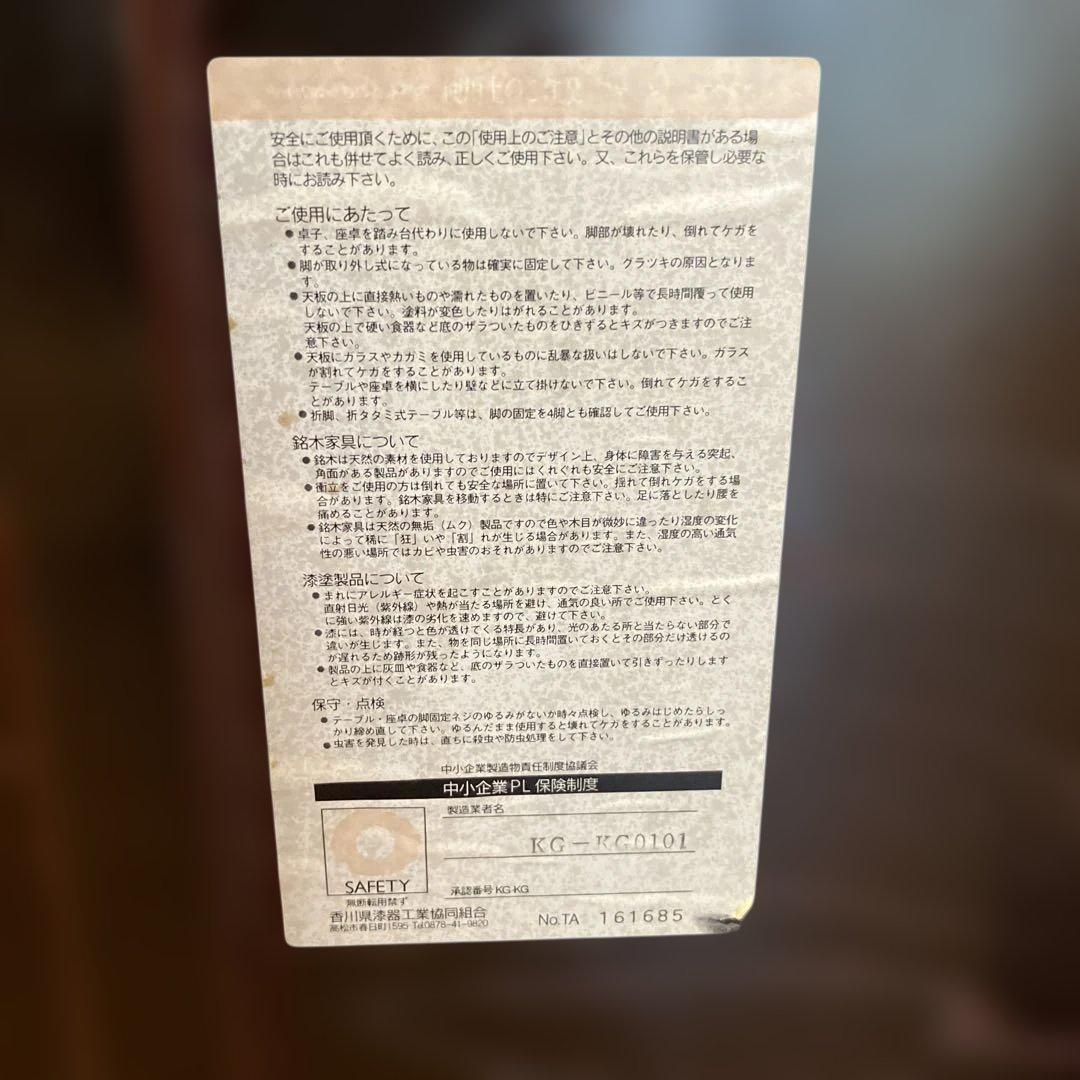 安全にご使用頂くために、この「使用上のご注意」とその他の説明書がある場
合はこれも併せてよく読み、正しくご使用下さい。又、これらを保管し必要な
時にお読み下さい。
ご使用にあたって
●卓子、座卓を踏み台代わりに使用しないで下さい。脚部が壊れたり、倒れてケガを
することがあります。
●脚が取り外し式になっている物は確実に固定して下さい。グラツキの原因となりま
す。
●天板の上に直接熱いものや濡れたものを置いたり、ビニール等で長時間覆って使用
しないで下さい。塗料が変色したりはがれることがあります。
天板の上で硬い食器など底のザラついたものをひきずるとキズがつきますのでご注
意下さい。
●天板にガラスやカガミを使用しているものに乱暴な扱いはしないで下さい。ガラス
が割れてケガをすることがあります。
テーブルや座卓を横にしたり壁などに立て掛けないで下さい。倒れてケガをするこ
とがあります。
●折脚、折タタミ式テーブル等は、脚の固定を4脚とも確認してご使用下さい。
銘木家具について
●銘木は天然の素材を使用しておりますのでデザイン上、身体に障害を与える突起、
角面がある製品がありますのでご使用にはくれぐれも安全にご注意下さい。
●衝立をご使用の方は倒れても安全な場所に置いて下さい。揺れて倒れケガをする場
合があります。銘木家具を移動するときは特にご注意下さい。足に落としたり腰を
痛めることがあります。
●銘木家具は天然の無垢（ムク）製品ですので色や木目が微妙に違ったり湿度の変化
によって稀に「狂」いや「割」れが生じる場合があります。また、湿度の高い通気
性の悪い場所ではカビや虫害のおそれがありますのでご注意下さい。
漆塗製品について
●まれにアレルギー症状を起こすことがありますのでご注意下さい。
直射日光（紫外線）や熱が当たる場所を避け、通気の良い所でご使用下さい。とく
に強い紫外線は漆の劣化を速めますので、避けて下さい。
●漆には、時が経つと色が透けてくる特長があり、光のあたる所と当たらない部分で
違いが生じます。また、物を同じ場所に長時間置いておくとその部分だけ透けるの
が遅れるため跡形が残ったようになります。
●製品の上に灰皿や食器など、底のザラついたものを直接置いて引きずったりします
とキズが付くことがあります。
保守・点検
●テーブル・座卓の脚固定ネジのゆるみがないか時々点検し、ゆるみはじめたらしっ
かり締め直して下さい。ゆるんだまま使用すると壊れてケガをすることがあります。
●虫害を発見した時は、直ちに殺虫や防虫処理をして下さい。
中小企業製造物責任制度協議会
中小企業PL保険制度
製造業者名
KG－KG0101
SAFETY
承認番号 KG-KG
無断転用禁ず
香川県漆器工業協同組合
No.TA 161685
高松市春日町1595 Tel.0878-41-9820